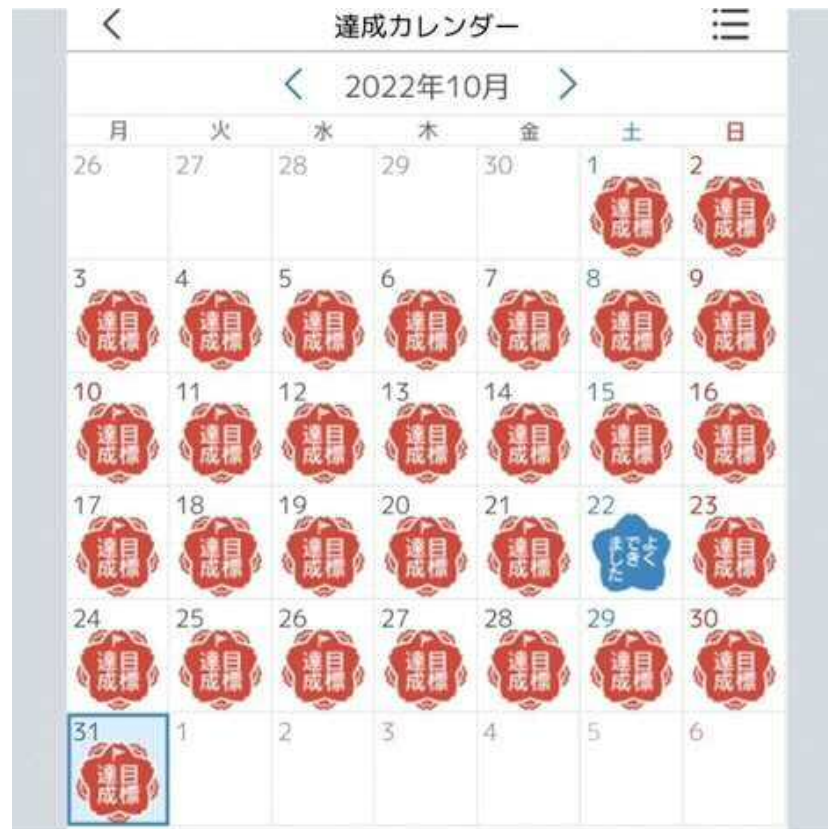 達成カレンダー
2022年10月
月 火 水 木 金 土 日
26 27 28 29 30 1 2
目標達成 目標達成
3 4 5 6 7 8 9
目標達成 目標達成 目標達成 目標達成 目標達成 目標達成 目標達成
10 11 12 13 14 15 16
目標達成 目標達成 目標達成 目標達成 目標達成 目標達成 目標達成
17 18 19 20 21 22 23
目標達成 目標達成 目標達成 目標達成 目標達成 よくできました 目標達成
24 25 26 27 28 29 30
目標達成 目標達成 目標達成 目標達成 目標達成 目標達成 目標達成
31 1 2 3 4 5 6
目標達成